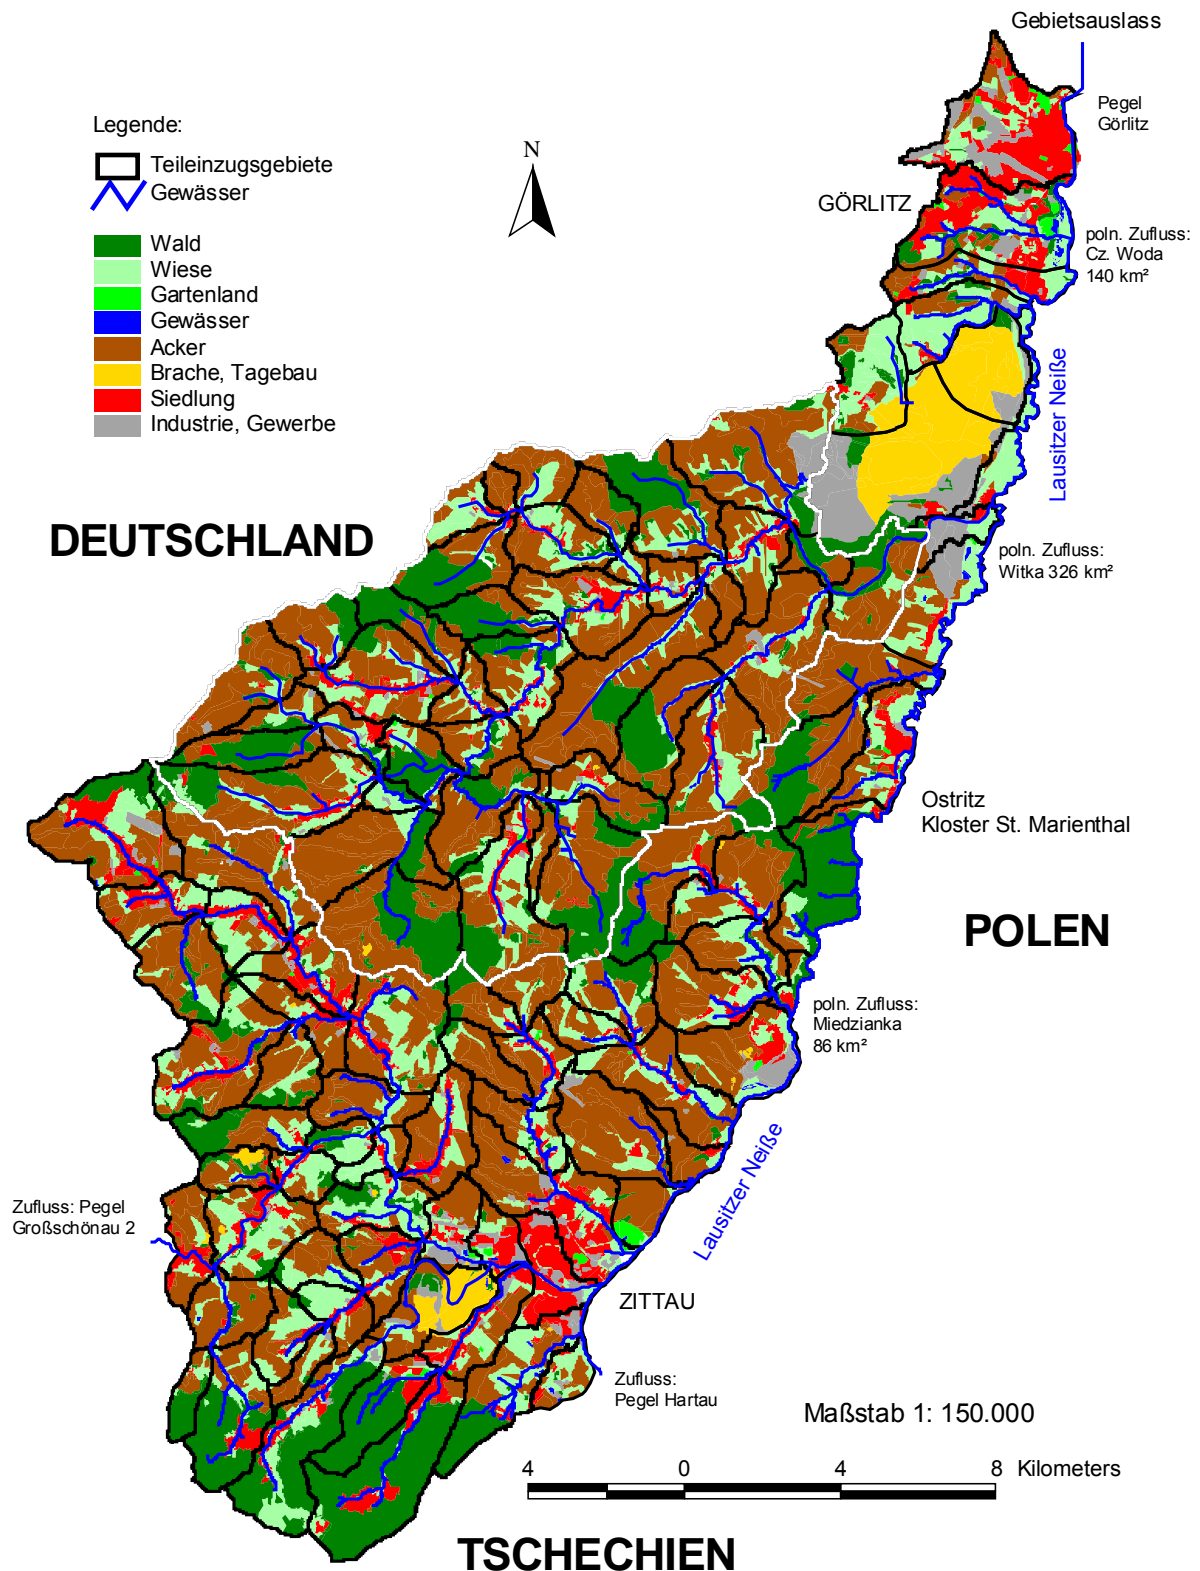 Gebietsauslass
Pegel
Görlitz
Legende:
Teileinzugsgebiete
Gewässer
Wald
Wiese
Gartenland
Gewässer
Acker
Brache, Tagebau
Siedlung
Industrie, Gewerbe
N
GÖRLITZ
poln. Zufluss:
Cz. Woda
140 km²
Lausitzer Neiße
DEUTSCHLAND
poln. Zufluss:
Witka 326 km²
Ostritz
Kloster St. Marienthal
POLEN
poln. Zufluss:
Miedzianka
86 km²
Lausitzer Neiße
Zufluss: Pegel
Großschönau 2
ZITTAU
Zufluss:
Pegel Hartau
Maßstab 1: 150.000
4 0 4 8 Kilometers
TSCHECHIEN